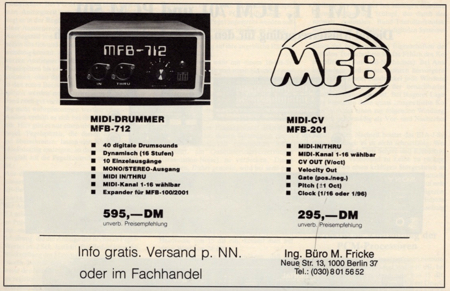 MFB-712
MFB
MIDI-DRUMMER
MFB-712
40 digitale Drumsounds
Dynamisch (16 Stufen)
10 Einzelausgänge
MONO/STEREO-Ausgang
MIDI IN/THRU
MIDI-Kanal 1-16 wählbar
Expander für MFB-100/2001
595,—DM
unverb. Preisempfehlung
MIDI-CV
MFB-201
MIDI-IN/THRU
MIDI-Kanal 1-16 wählbar
CV OUT (V/oct)
Velocity Out
Gate (pos./neg.)
Pitch (±1 Oct)
Clock (1/16 oder 1/96)
295,—DM
unverb. Preisempfehlung
Info gratis. Versand p. NN.
oder im Fachhandel
Ing. Büro M. Fricke
Neue Str. 13, 1000 Berlin 37
Tel.: (030) 8 01 56 52